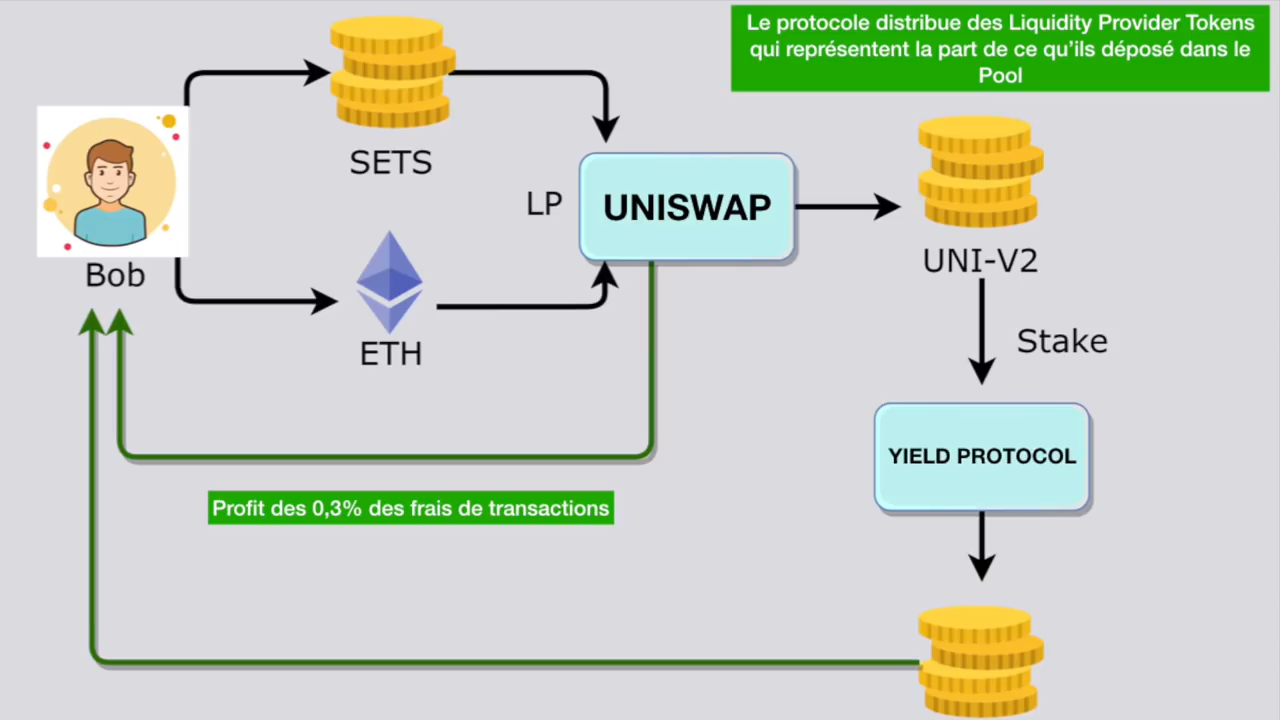 Le protocole distribue des Liquidity Provider Tokens
qui représentent la part de ce qu'ils déposé dans le
Pool
SETS
LP
UNISWAP
Bob
UNI-V2
ETH
Stake
YIELD PROTOCOL
Profit des 0,3% des frais de transactions